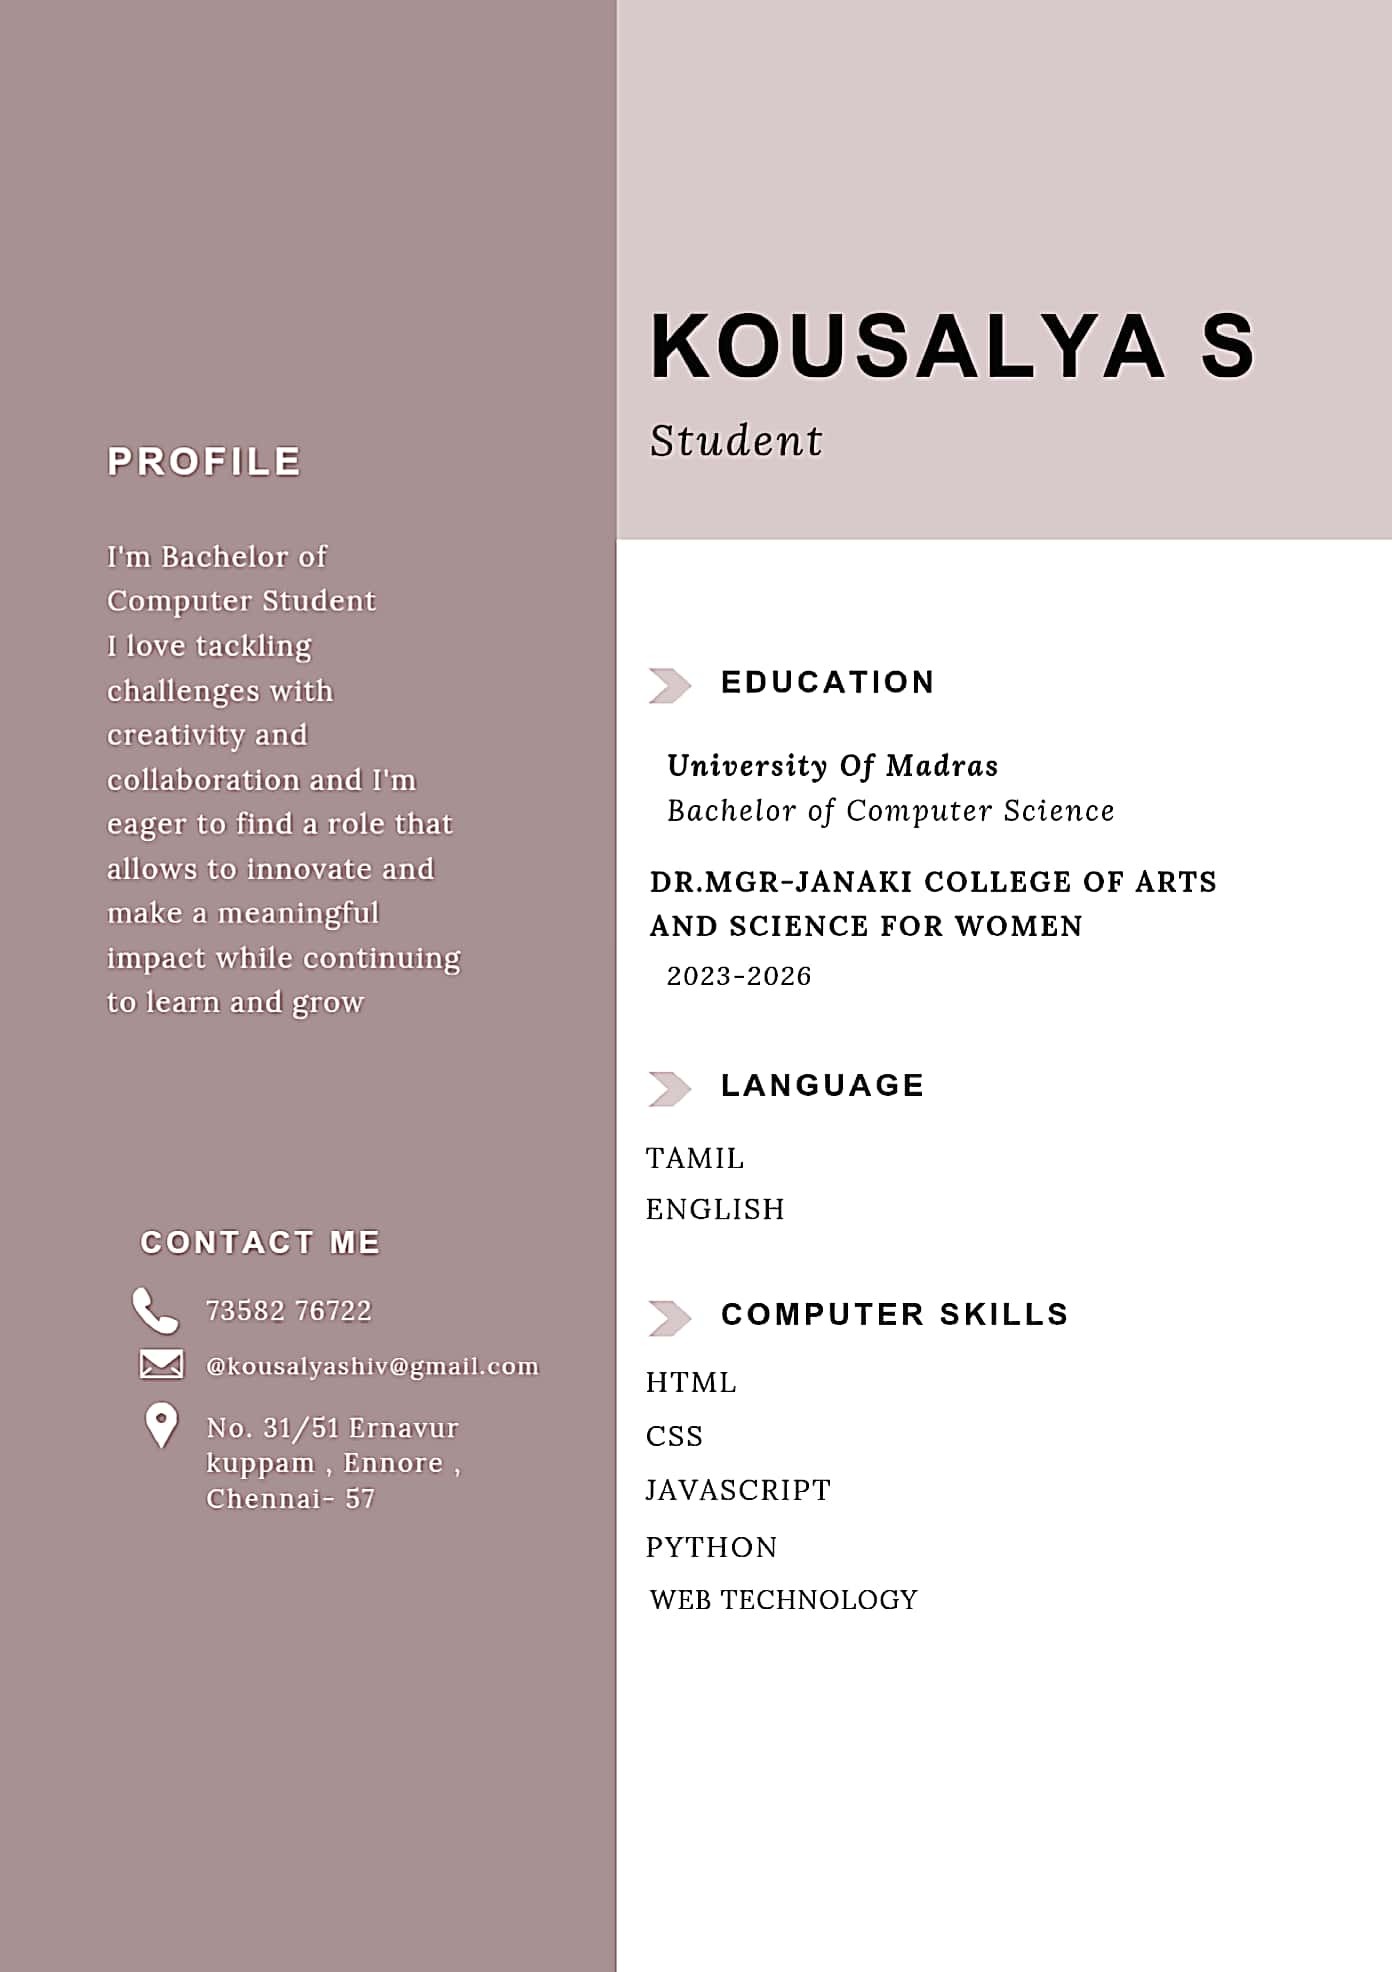 KOUSALYA S
Student
PROFILE
I'm Bachelor of
Computer Student
I love tackling
challenges with
creativity and
collaboration and I'm
eager to find a role that
allows to innovate and
make a meaningful
impact while continuing
to learn and grow
CONTACT ME
73582 76722
@kousalyashiv@gmail.com
No. 31/51 Ernavur
kuppam , Ennore ,
Chennai- 57
EDUCATION
University Of Madras
Bachelor of Computer Science
DR.MGR-JANAKI COLLEGE OF ARTS
AND SCIENCE FOR WOMEN
2023-2026
LANGUAGE
TAMIL
ENGLISH
COMPUTER SKILLS
HTML
CSS
JAVASCRIPT
PYTHON
WEB TECHNOLOGY